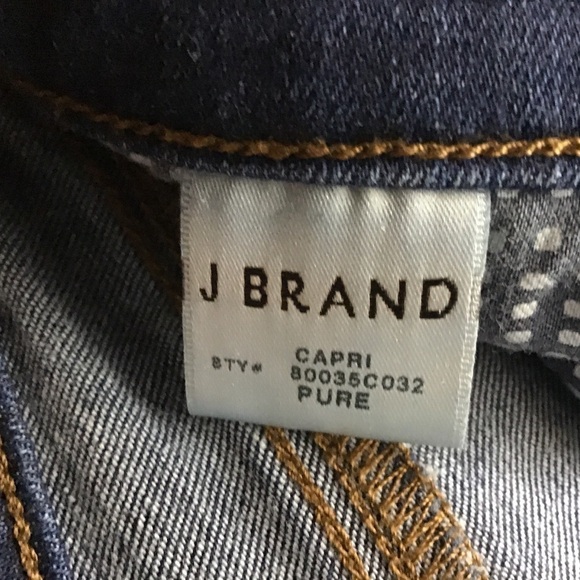 J BRAND
CAPRI
STY# 80035C032
PURE